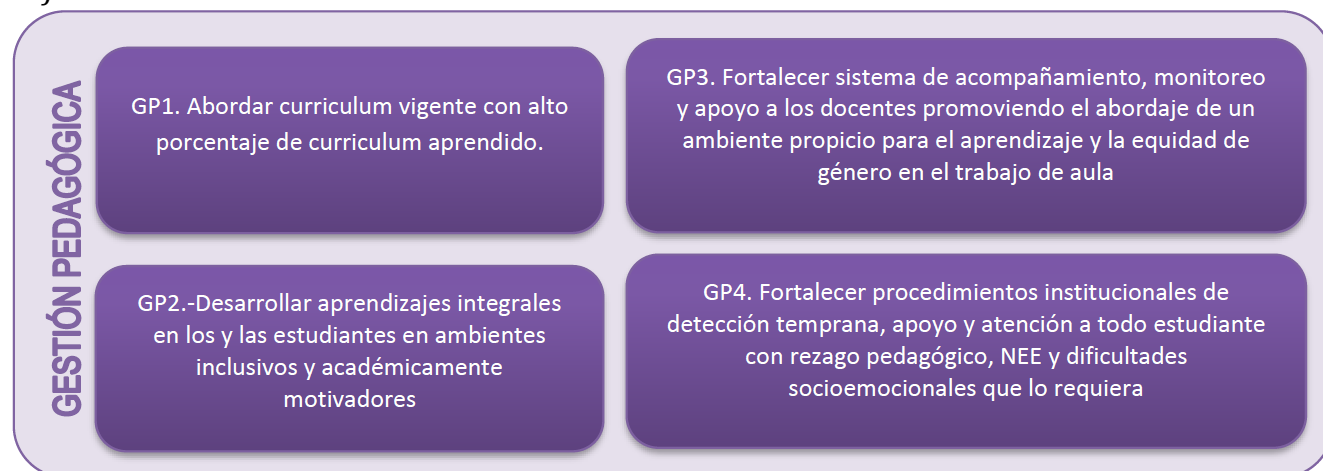 GESTIÓN PEDAGÓGICA
GP1. Abordar curriculum vigente con alto
porcentaje de curriculum aprendido.
GP2.-Desarrollar aprendizajes integrales
en los y las estudiantes en ambientes
inclusivos y académicamente
motivadores
GP3. Fortalecer sistema de acompañamiento, monitoreo
y apoyo a los docentes promoviendo el abordaje de un
ambiente propicio para el aprendizaje y la equidad de
género en el trabajo de aula
GP4. Fortalecer procedimientos institucionales de
detección temprana, apoyo y atención a todo estudiante
con rezago pedagógico, NEE y dificultades
socioemocionales que lo requiera